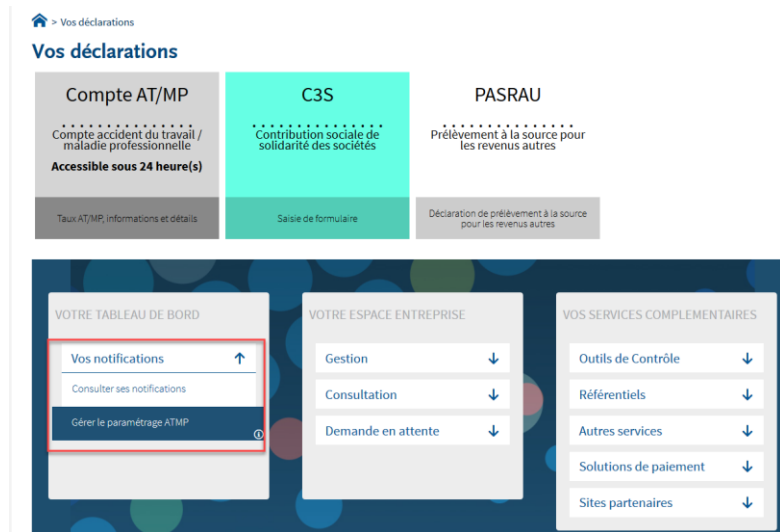 > Vos déclarations
Vos déclarations
Compte AT/MP
Compte accident du travail /
maladie professionnelle
Accessible sous 24 heure(s)
Taux AT/MP, informations et détails
C3S
Contribution sociale de
solidarité des sociétés
Saisie de formulaire
PASRAU
Prélèvement à la source pour
les revenus autres
Déclaration de prélèvement à la source
pour les revenus autres
VOTRE TABLEAU DE BORD
Vos notifications
Consulter ses notifications
Gérer le paramétrage ATMP
VOTRE ESPACE ENTREPRISE
Gestion
Consultation
Demande en attente
VOS SERVICES COMPLEMENTAIRES
Outils de Contrôle
Référentiels
Autres services
Solutions de paiement
Sites partenaires